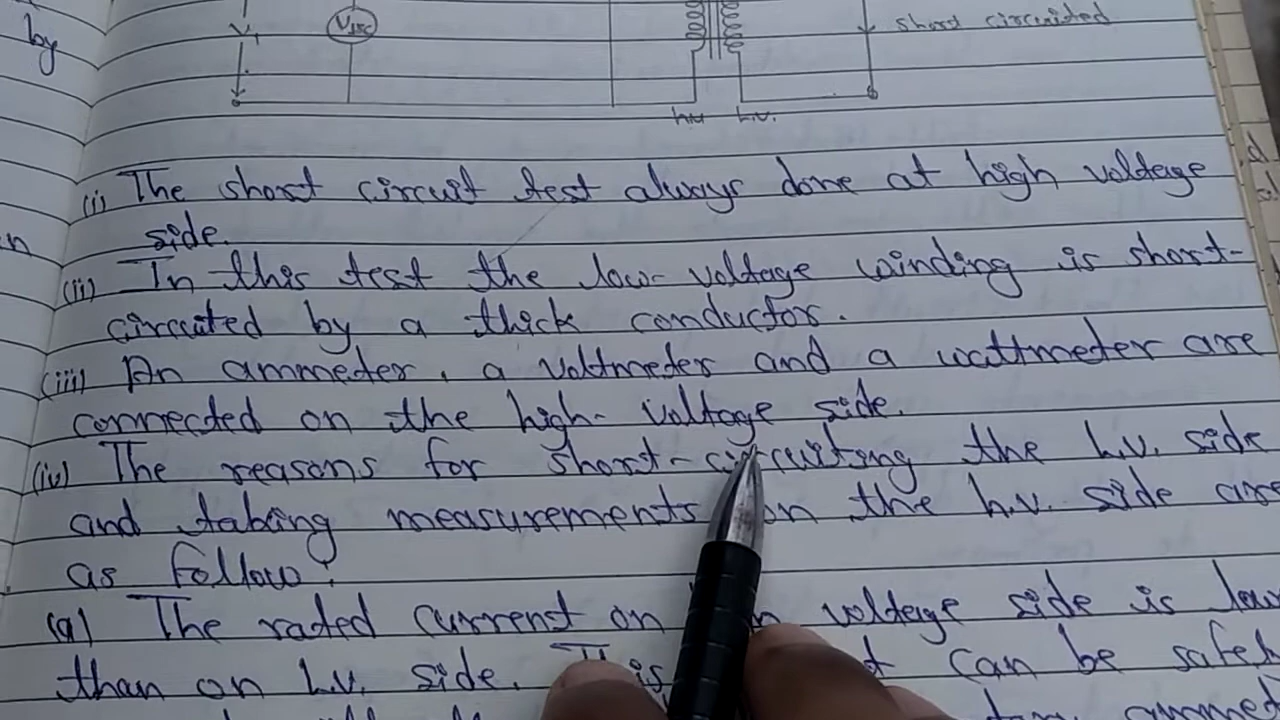 by
V₁
Vsc
short circuited
h.v L.v.
(i) The short circuit test always done at high voltage
side.
(ii) In this test the low-voltage winding is short-
circuited by a thick conductor.
(iii) An ammeter, a voltmeter and a wattmeter are
connected on the high-voltage side.
(iv) The reasons for short-circuiting the L.v. side
and taking measurements on the h.v. side are
as follow:
(a) The rated current on voltage side is low
than on L.v. side. can be safel